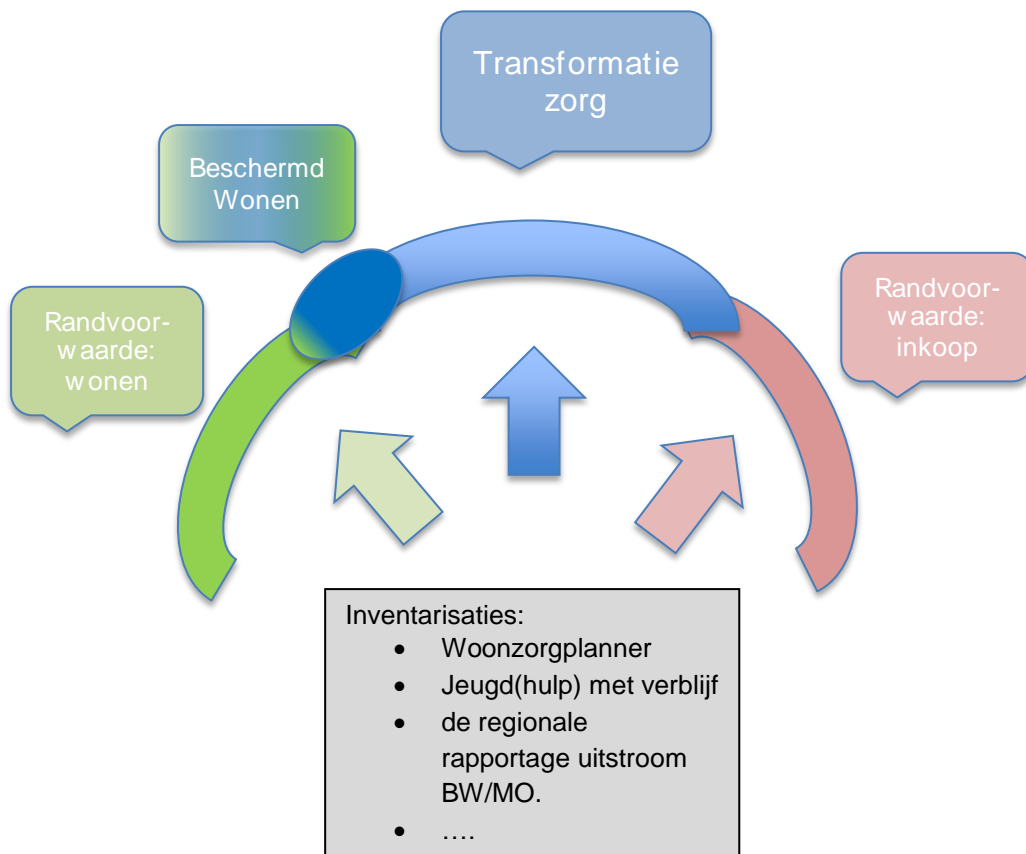 Transformatie
zorg
Beschermd
Wonen
Randvoor-
waarde:
wonen
Randvoor-
waarde:
inkoop
Inventarisaties:
• Woonzorgplanner
• Jeugd(hulp) met verblijf
• de regionale
rapportage uitstroom
BW/MO.
• ….